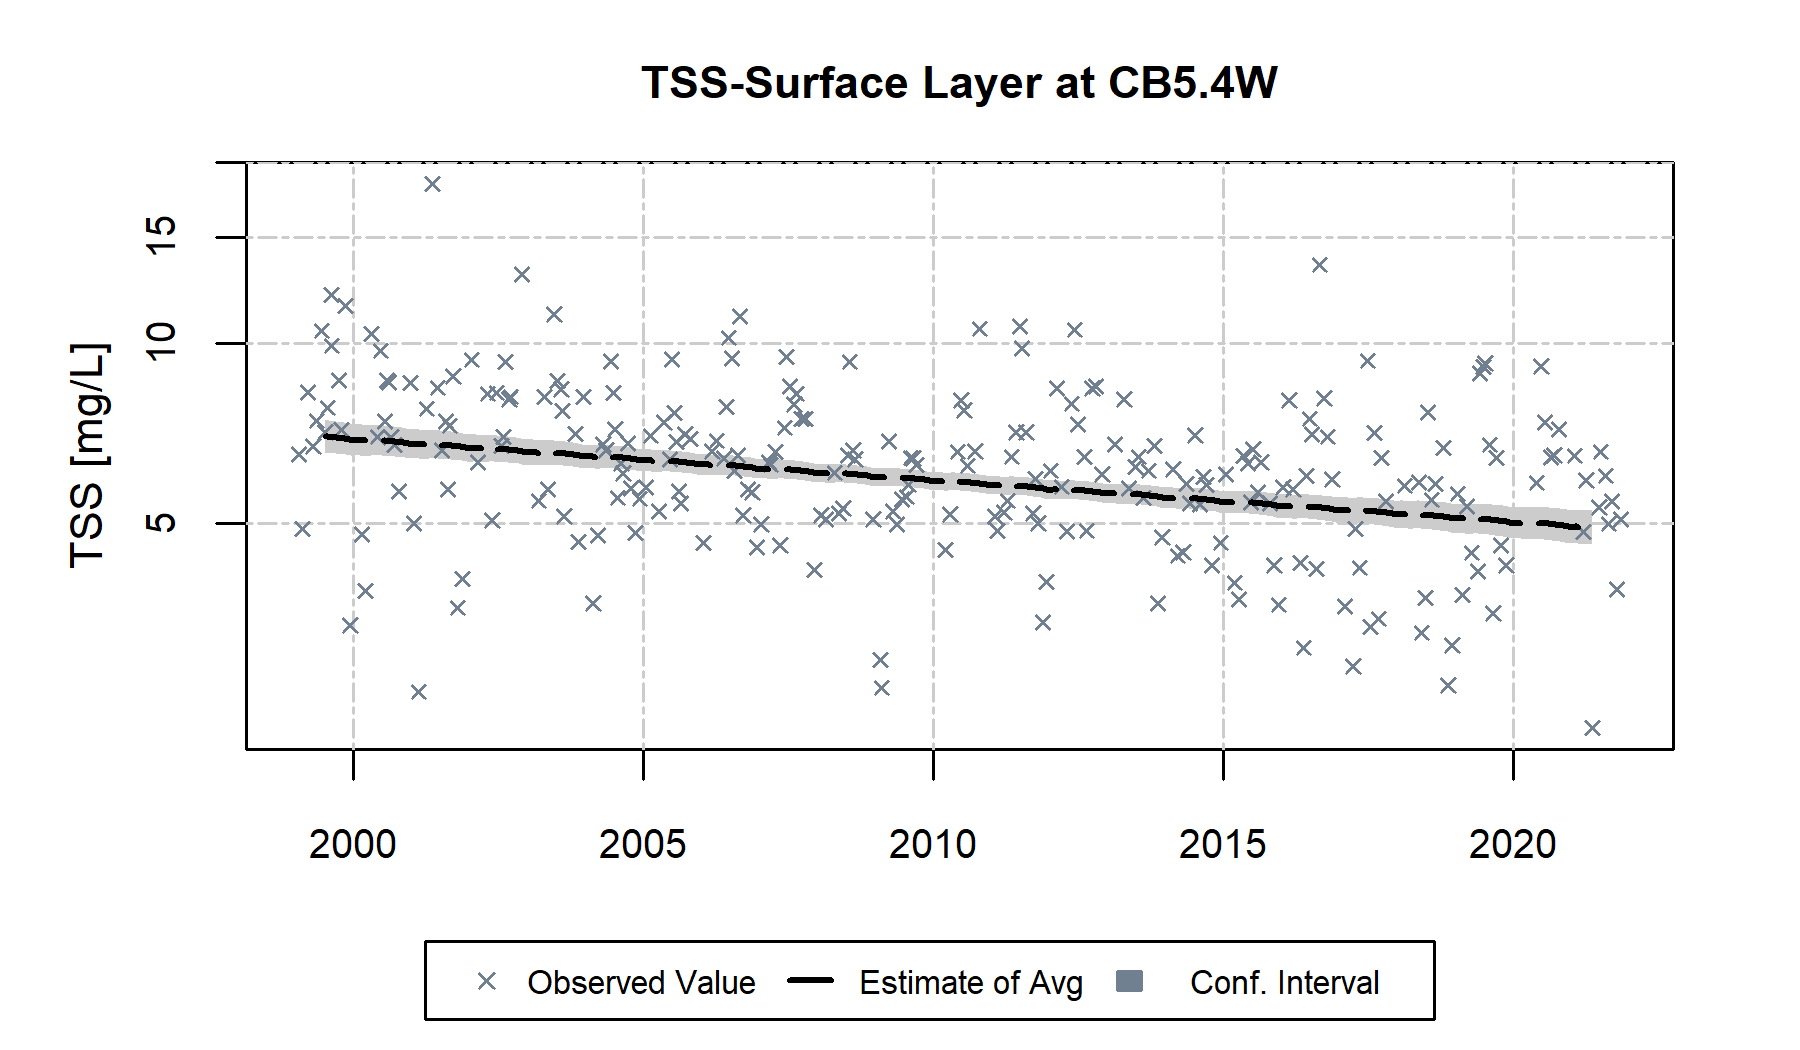 TSS-Surface Layer at CB5.4W
TSS [mg/L]
15
10
5
2000 2005 2010 2015 2020
Observed Value Estimate of Avg Conf. Interval